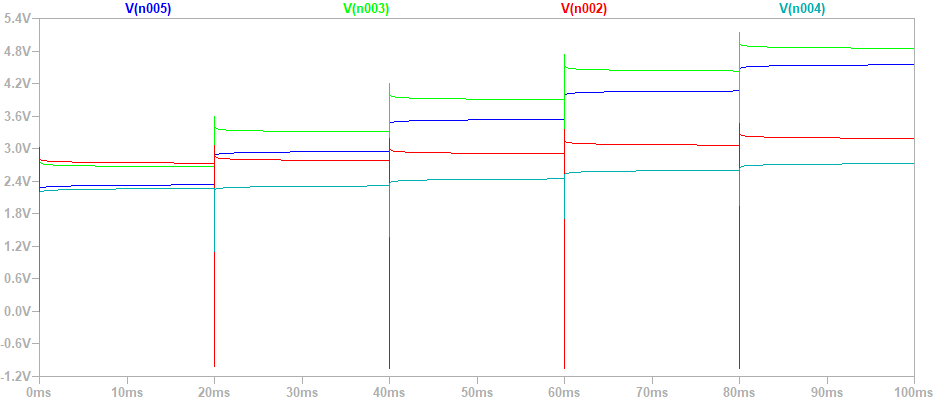 V(n005) V(n003) V(n002) V(n004)
5.4V
4.8V
4.2V
3.6V
3.0V
2.4V
1.8V
1.2V
0.6V
0.0V
-0.6V
-1.2V
0ms 10ms 20ms 30ms 40ms 50ms 60ms 70ms 80ms 90ms 100ms